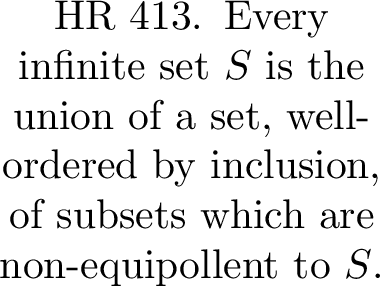 HR 413. Every
infinite set S is the
union of a set, well-
ordered by inclusion,
of subsets which are
non-equipollent to S.